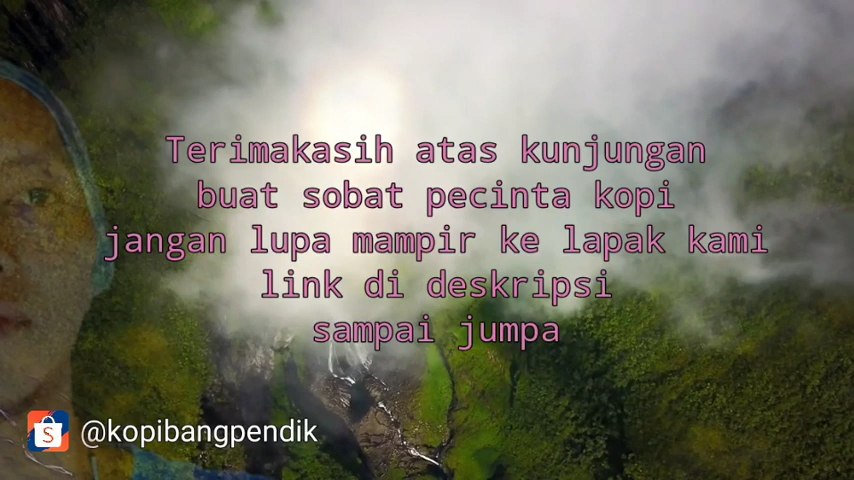 Terimakasih atas kunjungan
buat sobat pecinta kopi
jangan lupa mampir ke lapak kami
link di deskripsi
sampai jumpa
S
@kopibangpendik